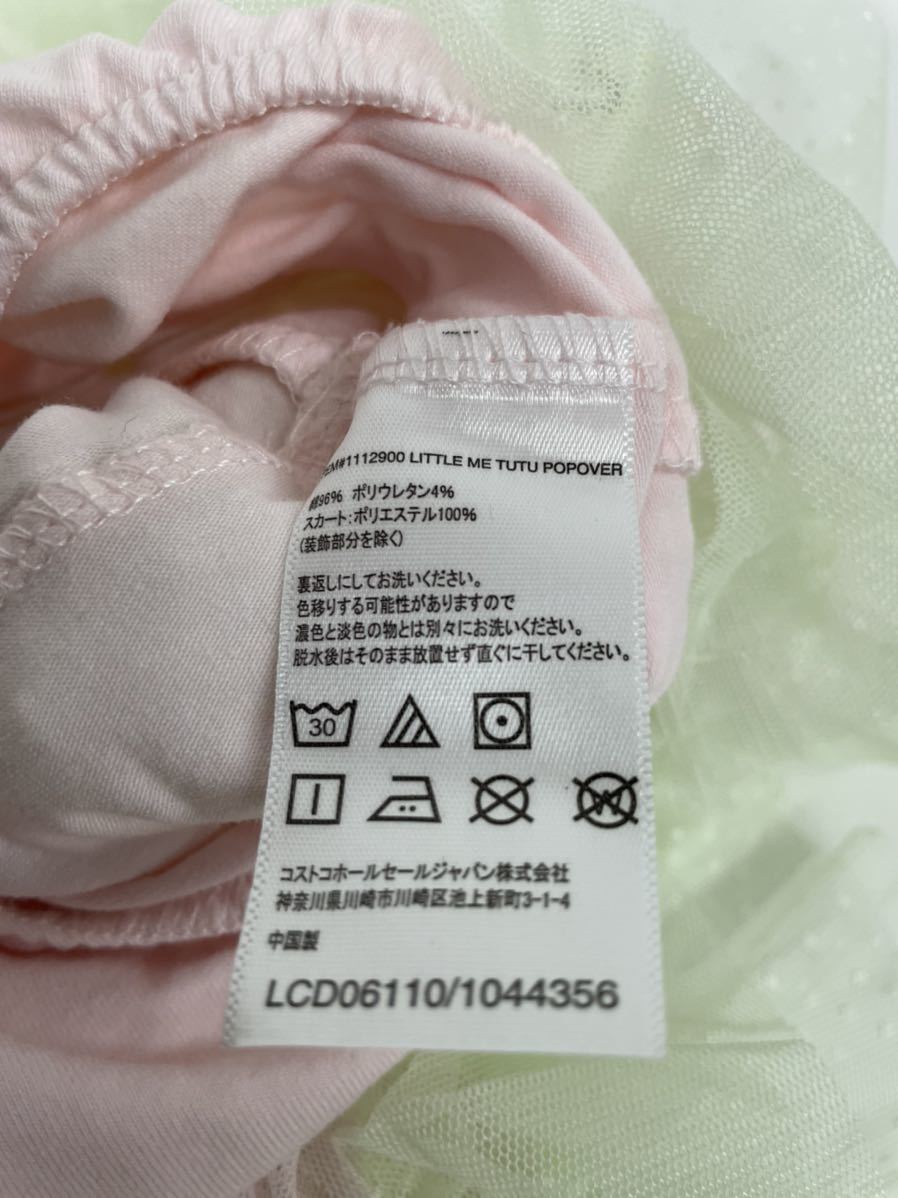 ITEM#1112900 LITTLE ME TUTU POPOVER
綿96% ポリウレタン4%
スカート:ポリエステル100%
(装飾部分を除く)
裏返しにしてお洗いください。
色移りする可能性がありますので
濃色と淡色の物とは別々にお洗いください。
脱水後はそのまま放置せず直ぐに干してください。
30
W
コストコホールセールジャパン株式会社
神奈川県川崎市川崎区池上新町3-1-4
中国製
LCD06110/1044356